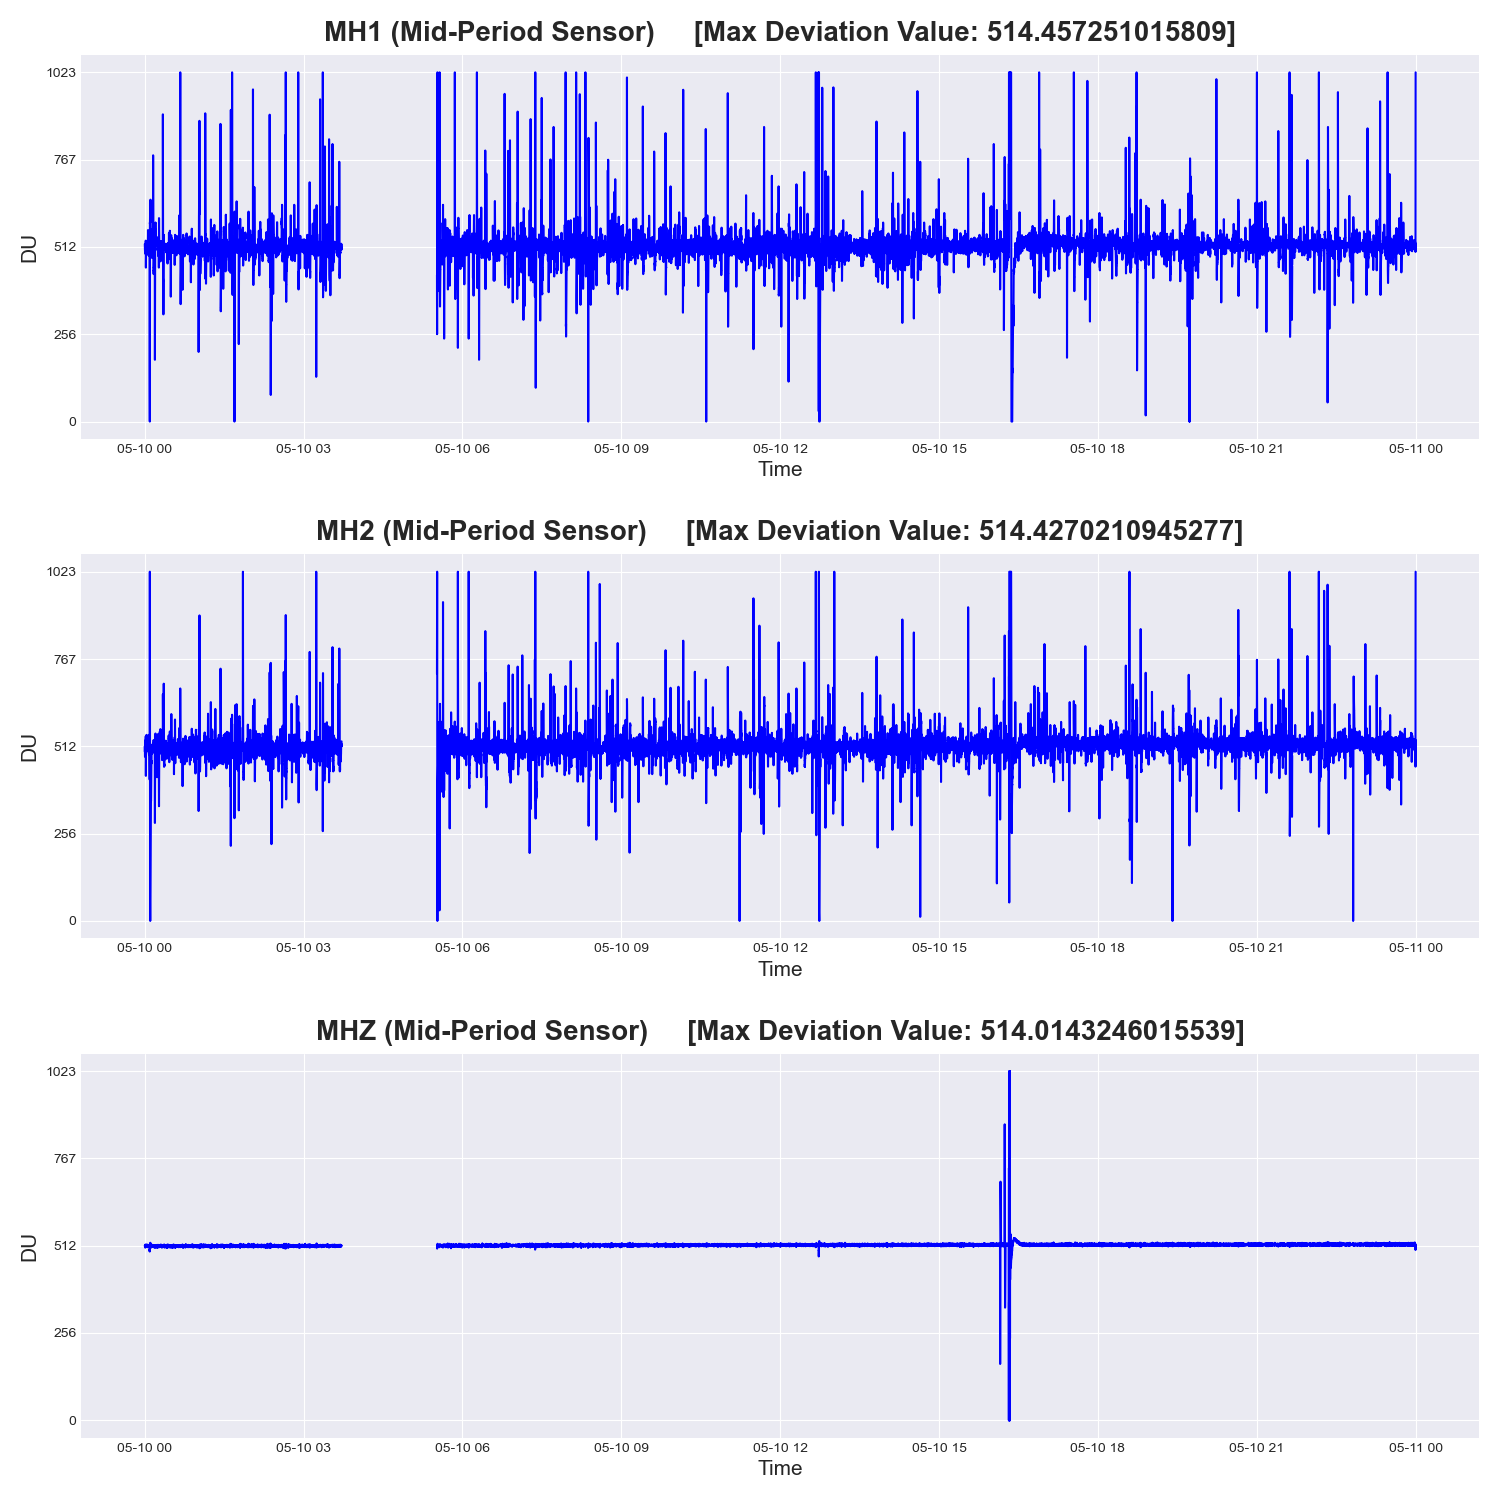 MH1 (Mid-Period Sensor) [Max Deviation Value: 514.457251015809]
1023
767
512
256
0
DU
05-10 00 05-10 03 05-10 06 05-10 09 05-10 12 05-10 15 05-10 18 05-10 21 05-11 00
Time
MH2 (Mid-Period Sensor) [Max Deviation Value: 514.4270210945277]
1023
767
512
256
0
DU
05-10 00 05-10 03 05-10 06 05-10 09 05-10 12 05-10 15 05-10 18 05-10 21 05-11 00
Time
MHZ (Mid-Period Sensor) [Max Deviation Value: 514.0143246015539]
1023
767
512
256
0
DU
05-10 00 05-10 03 05-10 06 05-10 09 05-10 12 05-10 15 05-10 18 05-10 21 05-11 00
Time